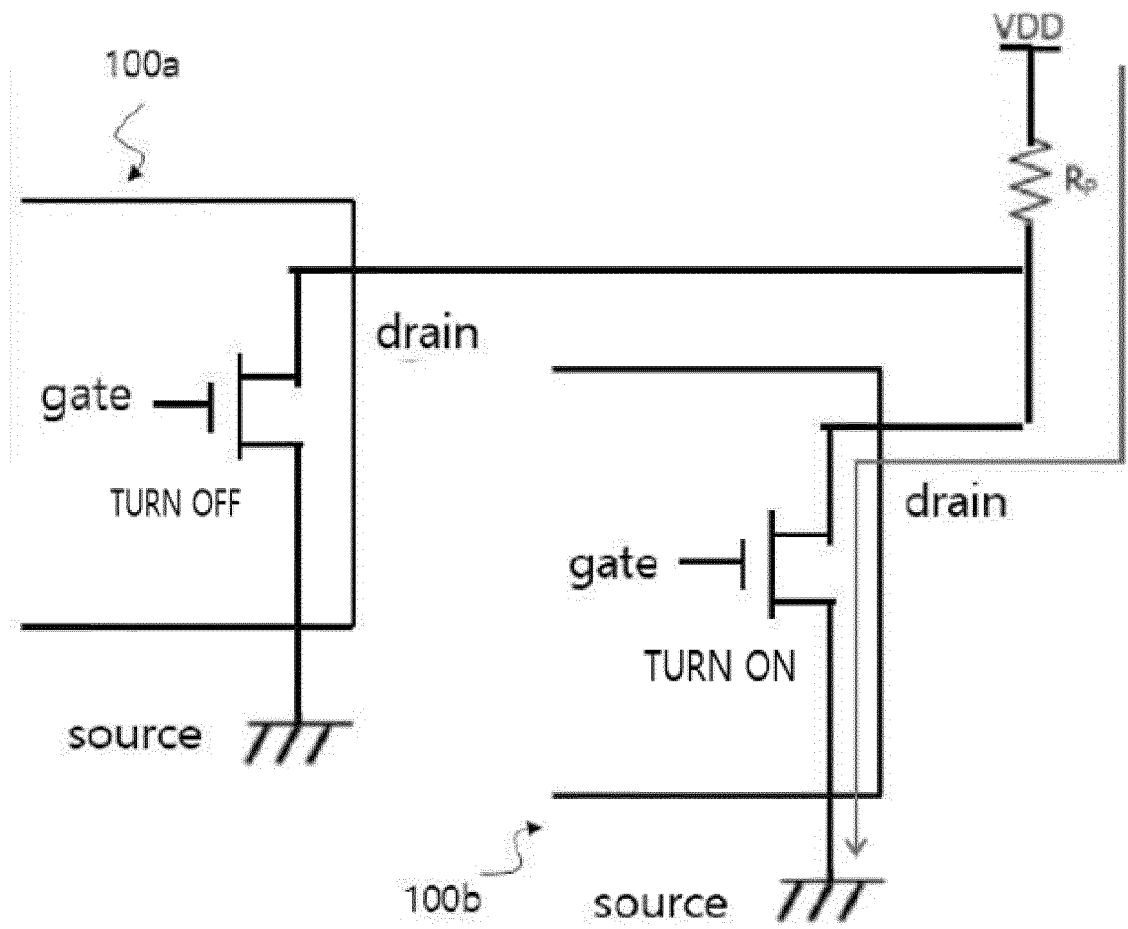 VDD
100a
Rp
drain
gate
TURN OFF
drain
gate
TURN ON
source
100b
source